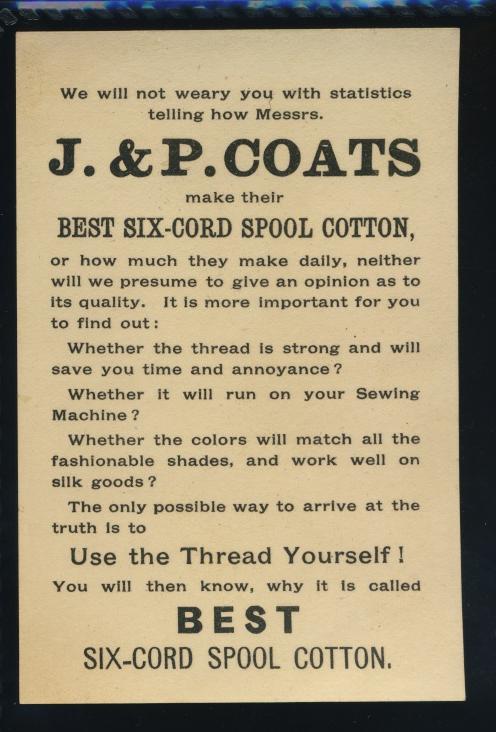 We will not weary you with statistics
telling how Messrs.
J. & P. COATS
make their
BEST SIX-CORD SPOOL COTTON,
or how much they make daily, neither
will we presume to give an opinion as to
its quality. It is more important for you
to find out:
Whether the thread is strong and will
save you time and annoyance?
Whether it will run on your Sewing
Machine?
Whether the colors will match all the
fashionable shades, and work well on
silk goods?
The only possible way to arrive at the
truth is to
Use the Thread Yourself!
You will then know, why it is called
BEST
SIX-CORD SPOOL COTTON.